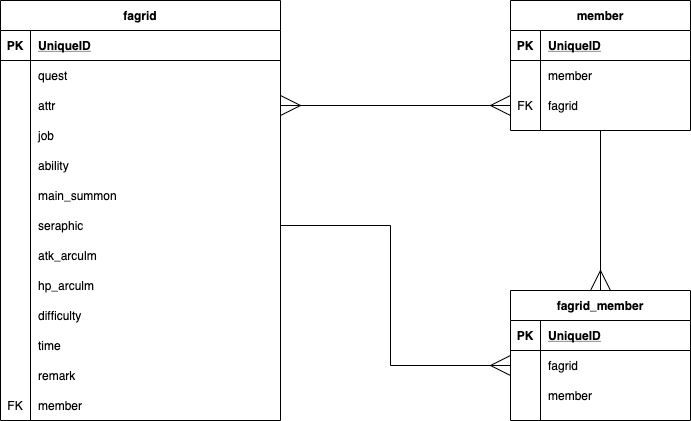 fagrid
PK UniqueID
quest
attr
job
ability
main_summon
seraphic
atk_arculm
hp_arculm
difficulty
time
remark
FK member
member
PK UniqueID
member
FK fagrid
fagrid_member
PK UniqueID
fagrid
member